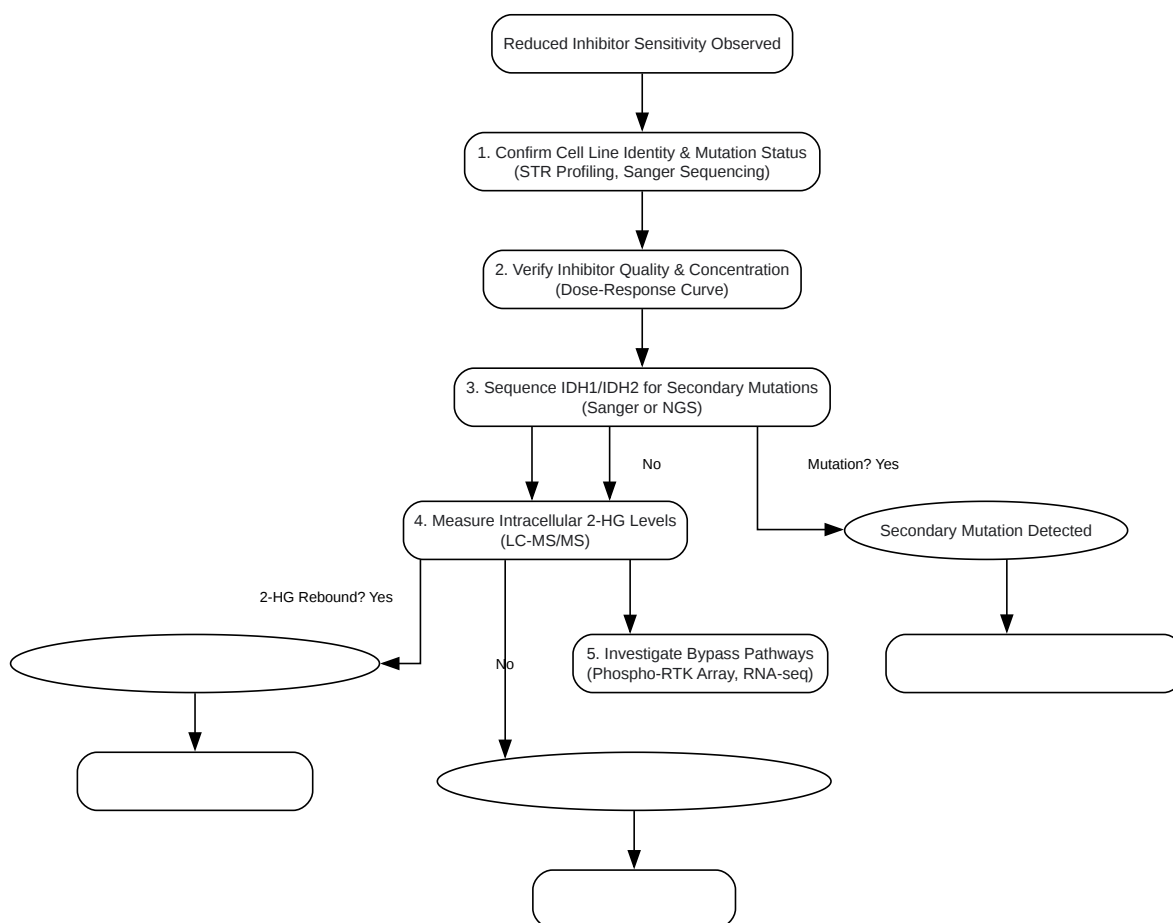 Reduced Inhibitor Sensitivity Observed
1. Confirm Cell Line Identity & Mutation Status
(STR Profiling, Sanger Sequencing)
2. Verify Inhibitor Quality & Concentration
(Dose-Response Curve)
3. Sequence IDH1/IDH2 for Secondary Mutations
(Sanger or NGS)
No
Mutation? Yes
4. Measure Intracellular 2-HG Levels
(LC-MS/MS)
Secondary Mutation Detected
2-HG Rebound? Yes
No
5. Investigate Bypass Pathways
(Phospho-RTK Array, RNA-seq)